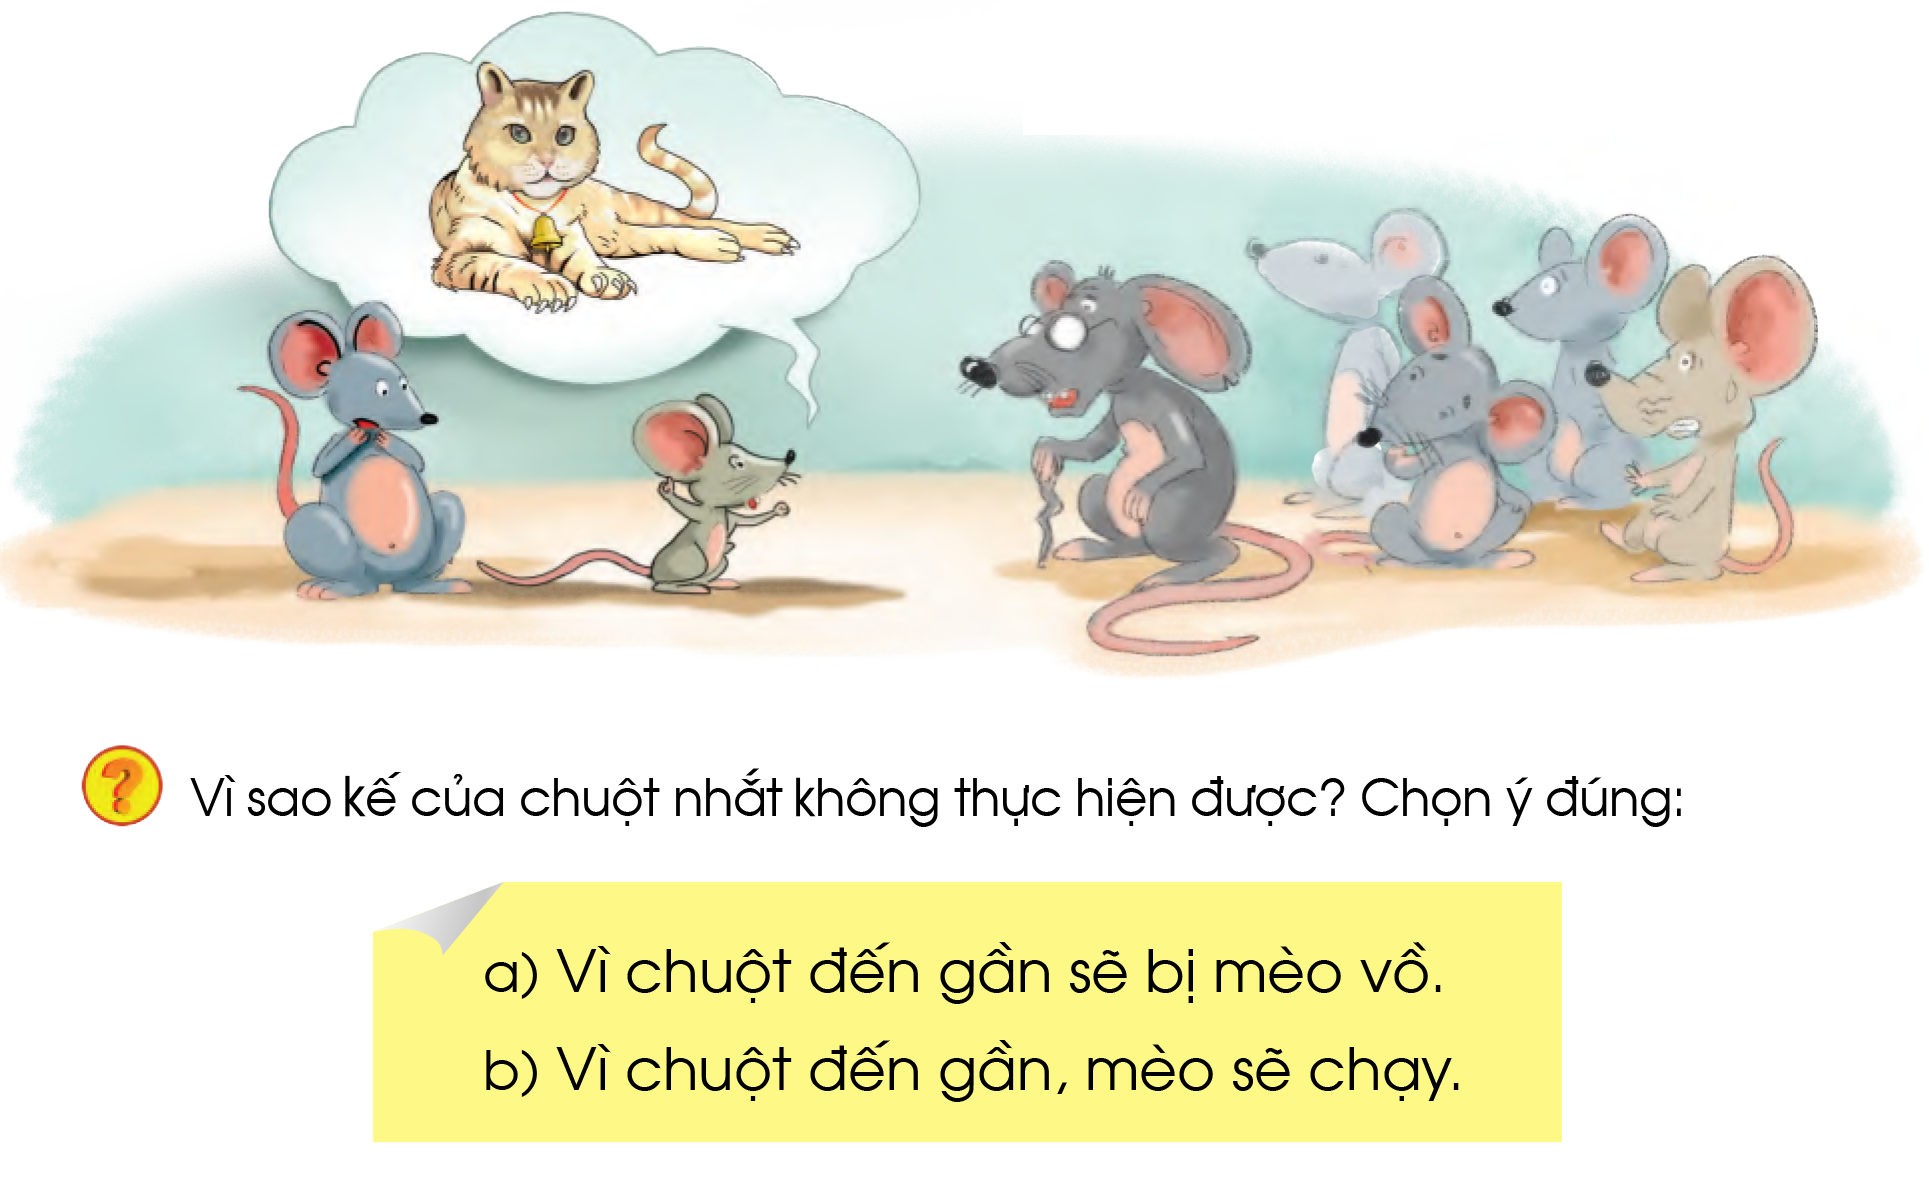 ?
Vì sao kế của chuột nhắt không thực hiện được? Chọn ý đúng:
a) Vì chuột đến gần sẽ bị mèo vồ.
b) Vì chuột đến gần, mèo sẽ chạy.